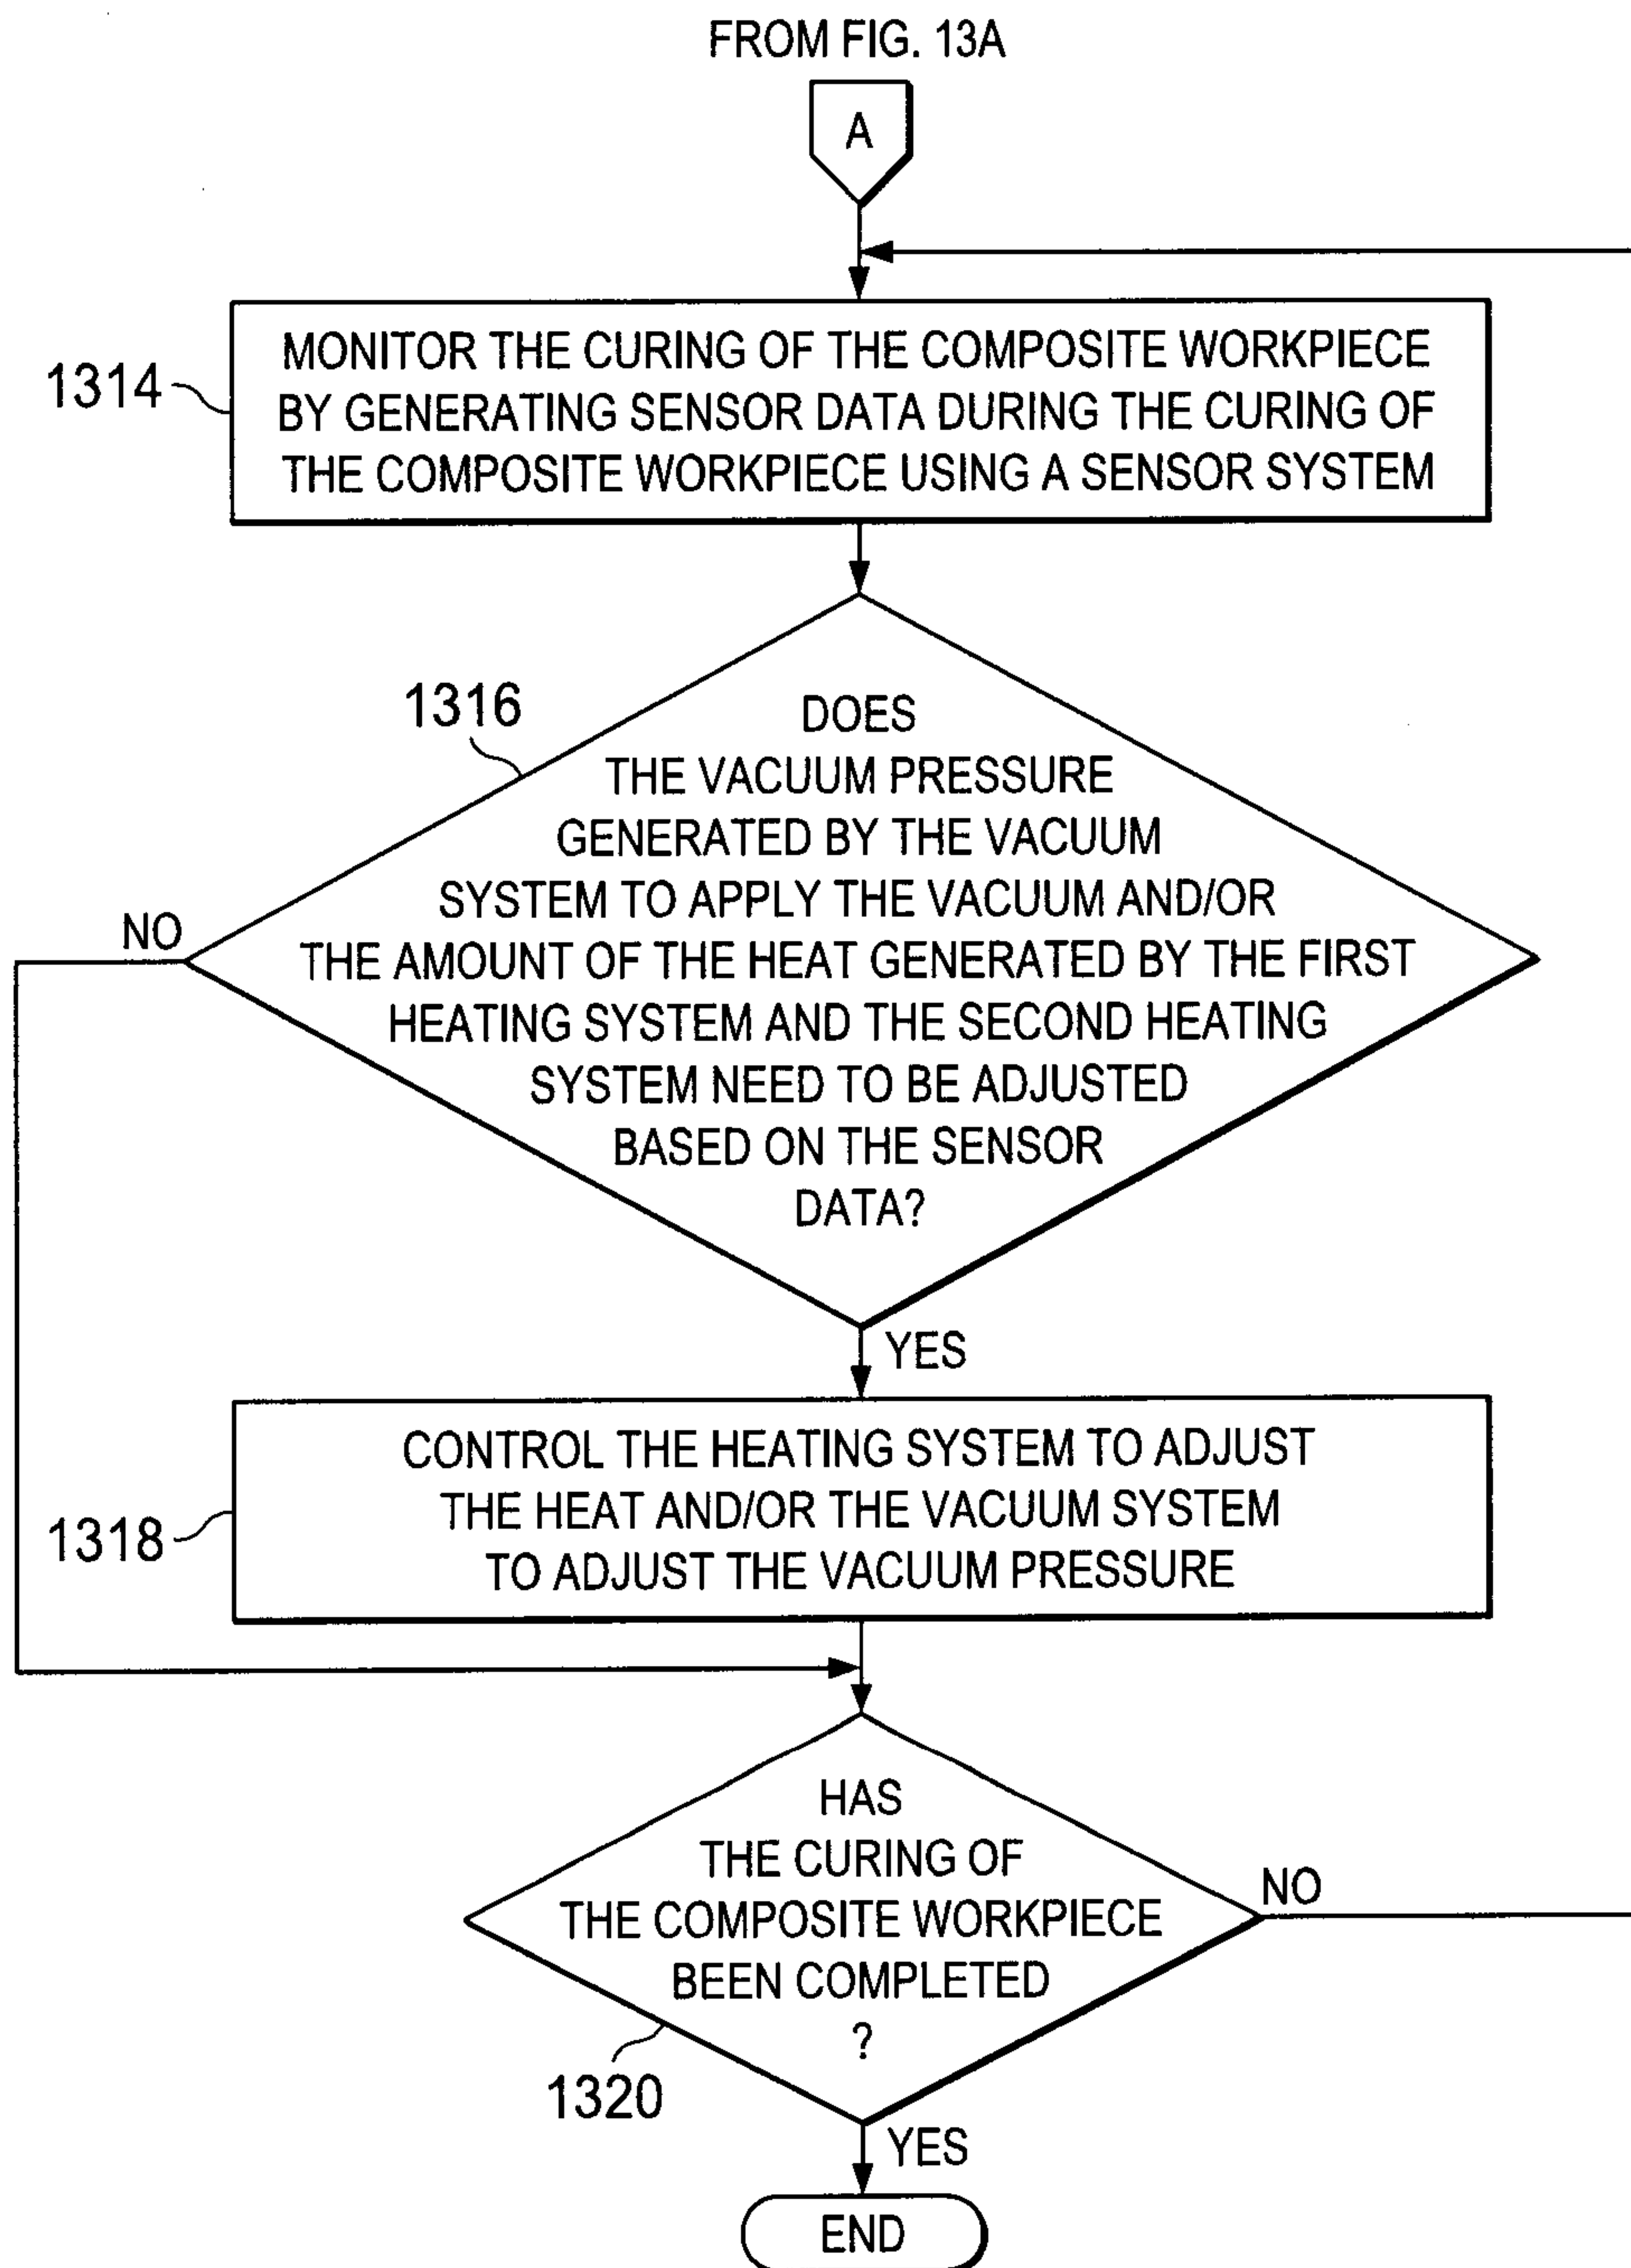 FROM FIG. 13A
A
MONITOR THE CURING OF THE COMPOSITE WORKPIECE
BY GENERATING SENSOR DATA DURING THE CURING OF
THE COMPOSITE WORKPIECE USING A SENSOR SYSTEM
1314
1316
DOES
THE VACUUM PRESSURE
GENERATED BY THE VACUUM
SYSTEM TO APPLY THE VACUUM AND/OR
THE AMOUNT OF THE HEAT GENERATED BY THE FIRST
HEATING SYSTEM AND THE SECOND HEATING
SYSTEM NEED TO BE ADJUSTED
BASED ON THE SENSOR
DATA?
NO
YES
CONTROL THE HEATING SYSTEM TO ADJUST
THE HEAT AND/OR THE VACUUM SYSTEM
TO ADJUST THE VACUUM PRESSURE
1318
HAS
THE CURING OF
THE COMPOSITE WORKPIECE
BEEN COMPLETED
?
NO
1320
YES
END